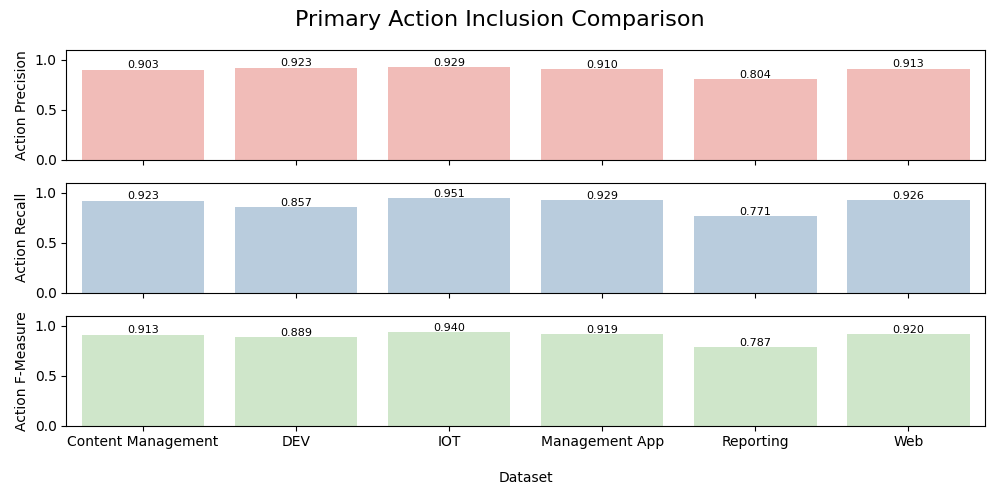 Primary Action Inclusion Comparison
Action Precision
1.0
0.5
0.0
0.903 0.923 0.929 0.910 0.804 0.913
Action Recall
1.0
0.5
0.0
0.923 0.857 0.951 0.929 0.771 0.926
Action F-Measure
1.0
0.5
0.0
0.913 0.889 0.940 0.919 0.787 0.920
Content Management DEV IOT Management App Reporting Web
Dataset